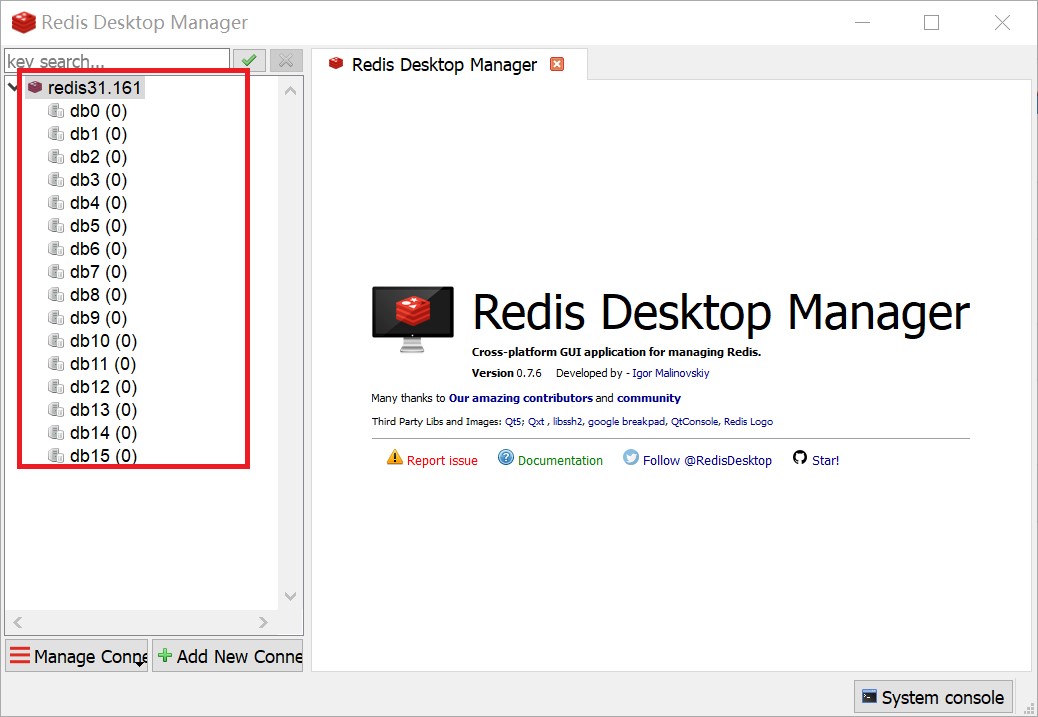 Redis Desktop Manager
key search...
Redis Desktop Manager
redis31.161
db0 (0)
db1 (0)
db2 (0)
db3 (0)
db4 (0)
db5 (0)
db6 (0)
db7 (0)
db8 (0)
db9 (0)
db10 (0)
db11 (0)
db12 (0)
db13 (0)
db14 (0)
db15 (0)
Redis Desktop Manager
Cross-platform GUI application for managing Redis.
Version 0.7.6 Developed by - Igor Malinovskiy
Many thanks to Our amazing contributors and community
Third Party Libs and Images: Qt5; Qxt , libssh2, google breakpad, QtConsole, Redis Logo
Report issue Documentation Follow @RedisDesktop Star!
Manage Conne
Add New Conne
System console